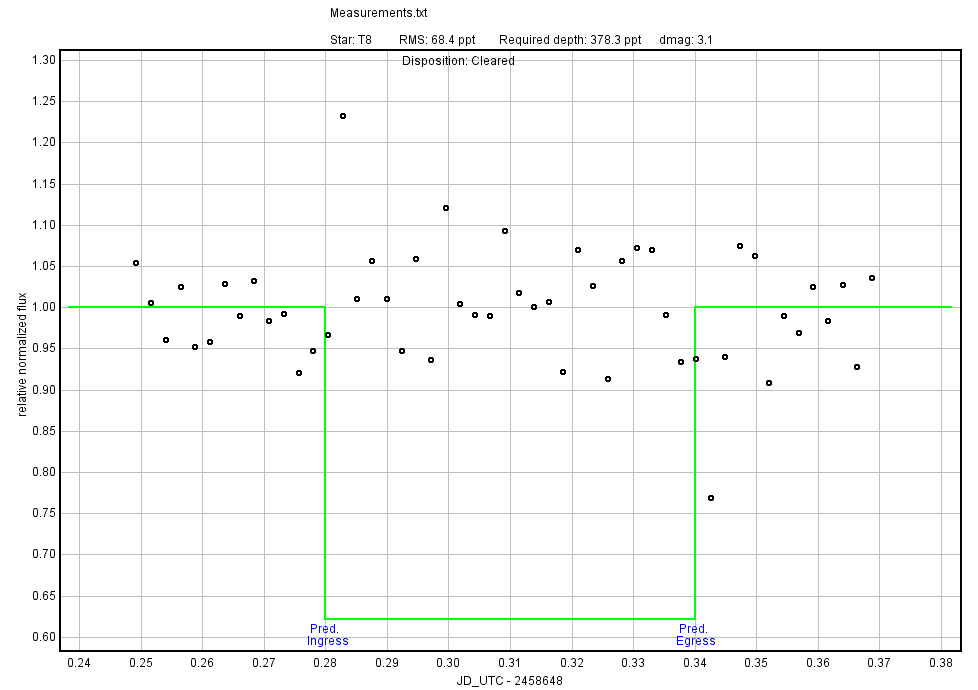 Measurements.txt
Star: T8 RMS: 68.4 ppt Required depth: 378.3 ppt dmag: 3.1
Disposition: Cleared
relative normalized flux
1.30
1.25
1.20
1.15
1.10
1.05
1.00
0.95
0.90
0.85
0.80
0.75
0.70
0.65
0.60
Pred. Pred.
Ingress Egress
0.24 0.25 0.26 0.27 0.28 0.29 0.30 0.31 0.32 0.33 0.34 0.35 0.36 0.37 0.38
JD_UTC - 2458648